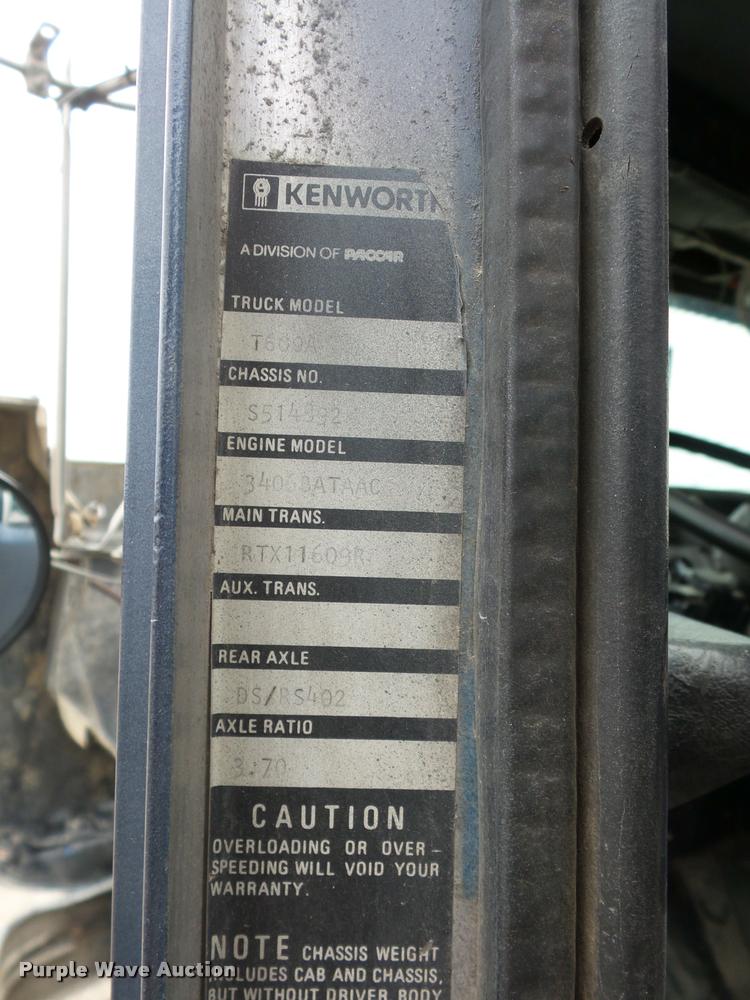 KENWORTH
A DIVISION OF PACCAR
TRUCK MODEL
T600A
CHASSIS NO.
ENGINE MODEL
3406BATAAC
MAIN TRANS.
RTX11609R
AUX. TRANS.
REAR AXLE
DS/RS402
AXLE RATIO
3.70
CAUTION
OVERLOADING OR OVER-
SPEEDING WILL VOID YOUR
WARRANTY.
NOTE CHASSIS WEIGHT
INCLUDES CAB AND CHASSIS,
BUT WITHOUT DRIVER, BODY
Purple Wave Auction